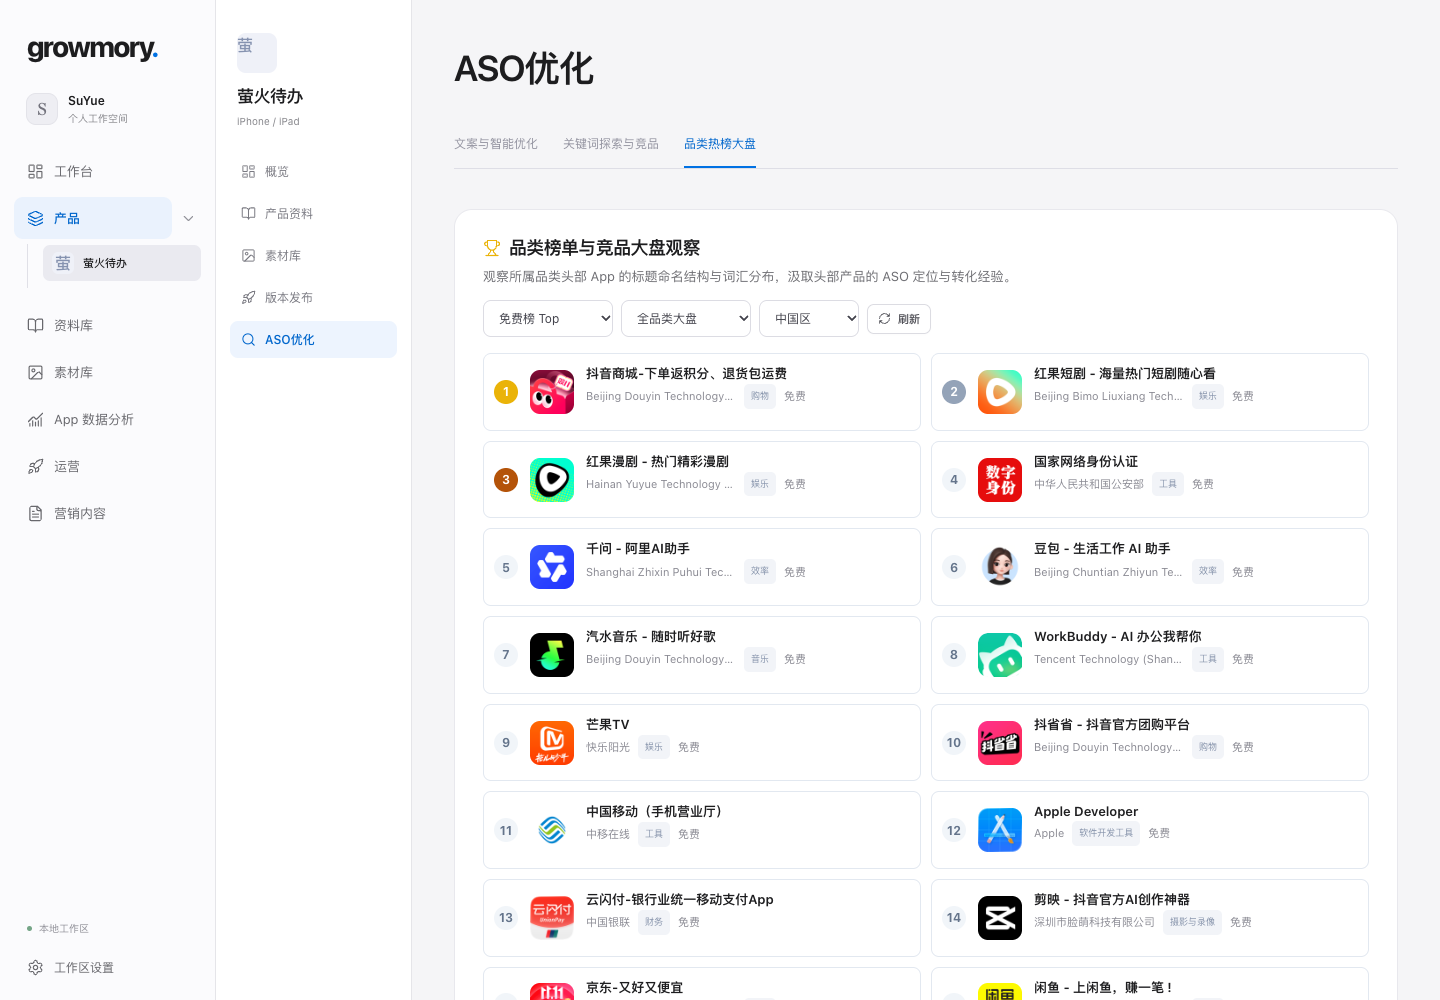 growmory.
S
SuYue
个人工作空间
工作台
产品
萤
萤火待办
资料库
素材库
App 数据分析
运营
营销内容
本地工作区
工作区设置
萤
萤火待办
iPhone / iPad
概览
产品资料
素材库
版本发布
ASO优化
ASO优化
文案与智能优化
关键词探索与竞品
品类热榜大盘
品类榜单与竞品大盘观察
观察所属品类头部 App 的标题命名结构与词汇分布，汲取头部产品的 ASO 定位与转化经验。
免费榜 Top
全品类大盘
中国区
刷新
1
抖音商城-下单返积分、退货包运费
Beijing Douyin Technology... 购物 免费
2
红果短剧 - 海量热门短剧随心看
Beijing Bimo Liuxiang Tech... 娱乐 免费
3
红果漫剧 - 热门精彩漫剧
Hainan Yuyue Technology ... 娱乐 免费
4
数字
身份
国家网络身份认证
中华人民共和国公安部 工具 免费
5
千问 - 阿里AI助手
Shanghai Zhixin Puhui Tec... 效率 免费
6
豆包 - 生活工作 AI 助手
Beijing Chuntian Zhiyun Te... 效率 免费
7
汽水音乐 - 随时听好歌
Beijing Douyin Technology... 音乐 免费
8
WorkBuddy - AI 办公我帮你
Tencent Technology (Shan... 工具 免费
9
芒果TV
快乐阳光 娱乐 免费
10
抖省省
抖省省 - 抖音官方团购平台
Beijing Douyin Technology... 购物 免费
11
中国移动（手机营业厅）
中移在线 工具 免费
12
Apple Developer
Apple 软件开发工具 免费
13
云闪付
UnionPay
云闪付-银行业统一移动支付App
中国银联 财务 免费
14
剪映 - 抖音官方AI创作神器
深圳市脸萌科技有限公司 摄影与录像 免费
11.11
京东-又好又便宜
闲鱼
闲鱼 - 上闲鱼，赚一笔！